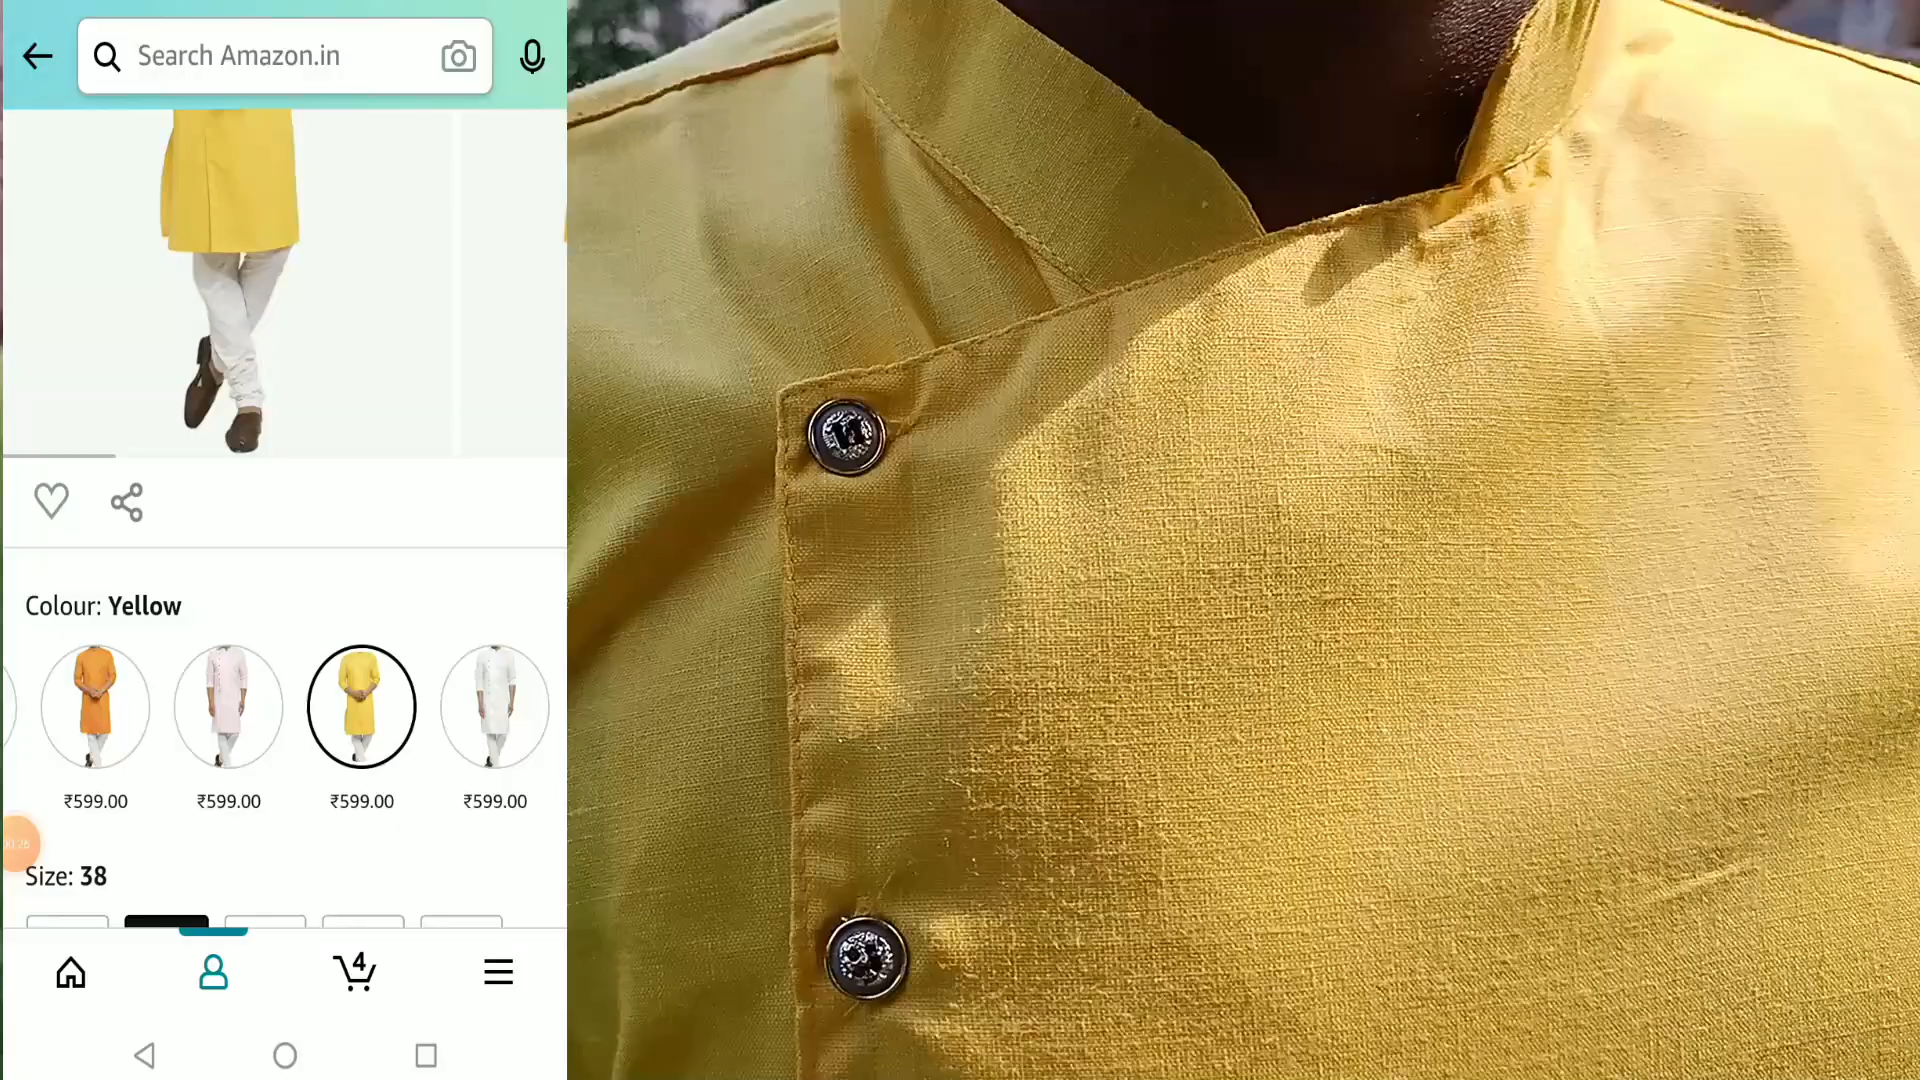 Search Amazon.in
Colour: Yellow
₹599.00 ₹599.00 ₹599.00 ₹599.00
Size: 38
4